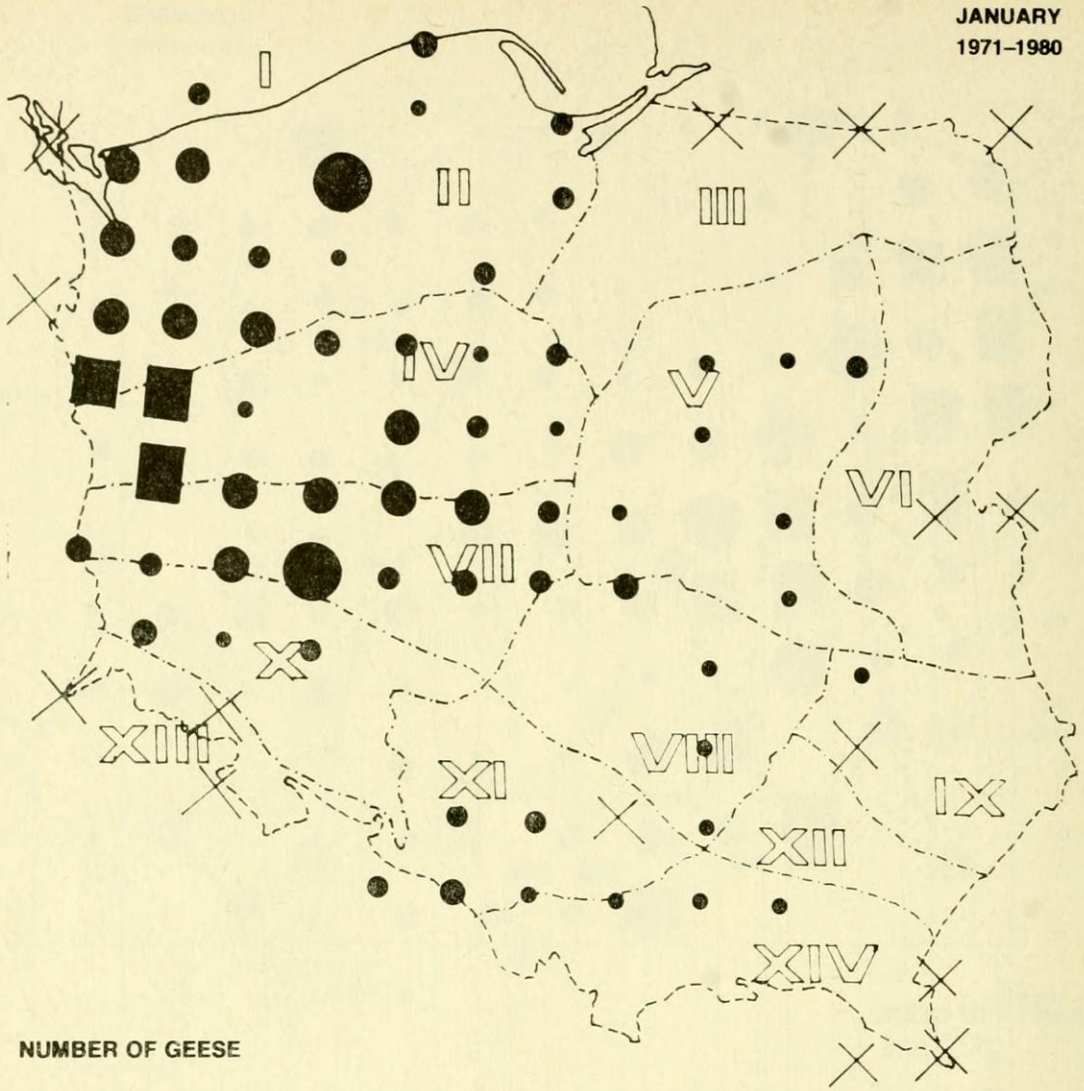 JANUARY
1971–1980
I
II
III
IV
V
VI
VII
X
XIII
VIII
XI
IX
XII
XIV
NUMBER OF GEESE